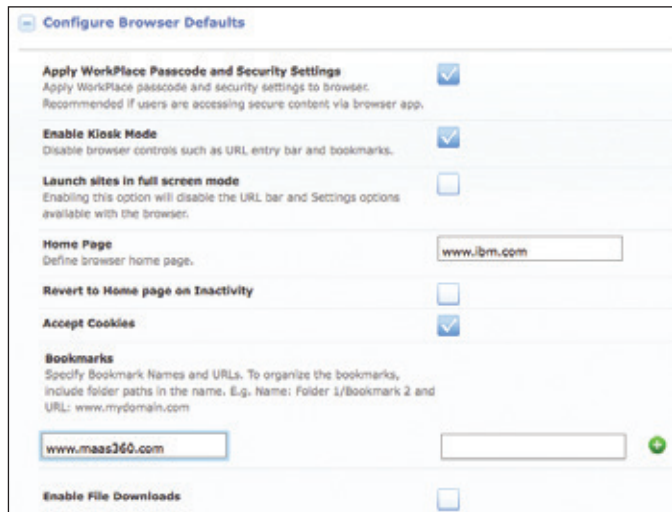 Configure Browser Defaults
Apply WorkPlace Passcode and Security Settings
Apply WorkPlace passcode and security settings to browser.
Recommended if users are accessing secure content via browser app.
Enable Kiosk Mode
Disable browser controls such as URL entry bar and bookmarks.
Launch sites in full screen mode
Enabling this option will disable the URL bar and Settings options
available with the browser.
Home Page
Define browser home page.
www.ibm.com
Revert to Home page on Inactivity
Accept Cookies
Bookmarks
Specify Bookmark Names and URLs. To organize the bookmarks,
include folder paths in the name. E.g. Name: Folder 1/Bookmark 2 and
URL: www.mydomain.com
www.maas360.com
Enable File Downloads